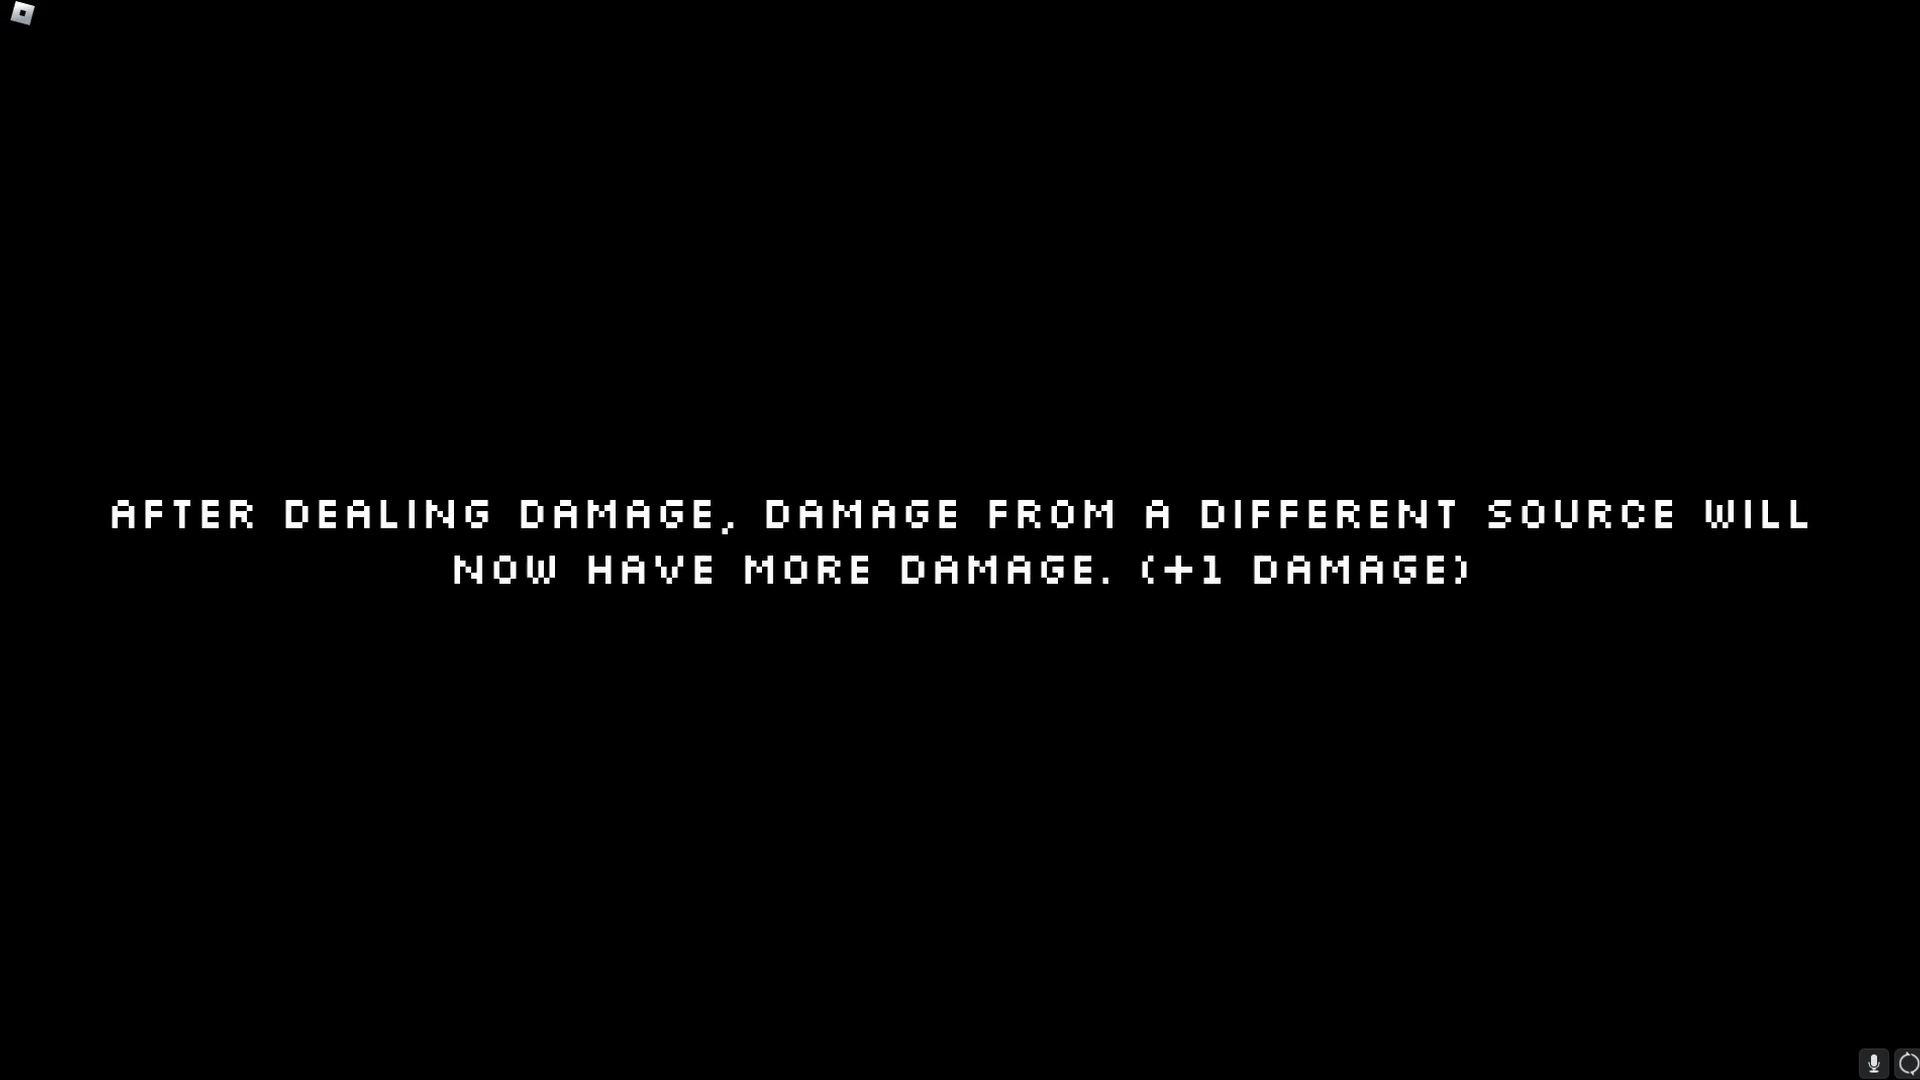 AFTER DEALING DAMAGE, DAMAGE FROM A DIFFERENT SOURCE WILL
NOW HAVE MORE DAMAGE. (+1 DAMAGE)